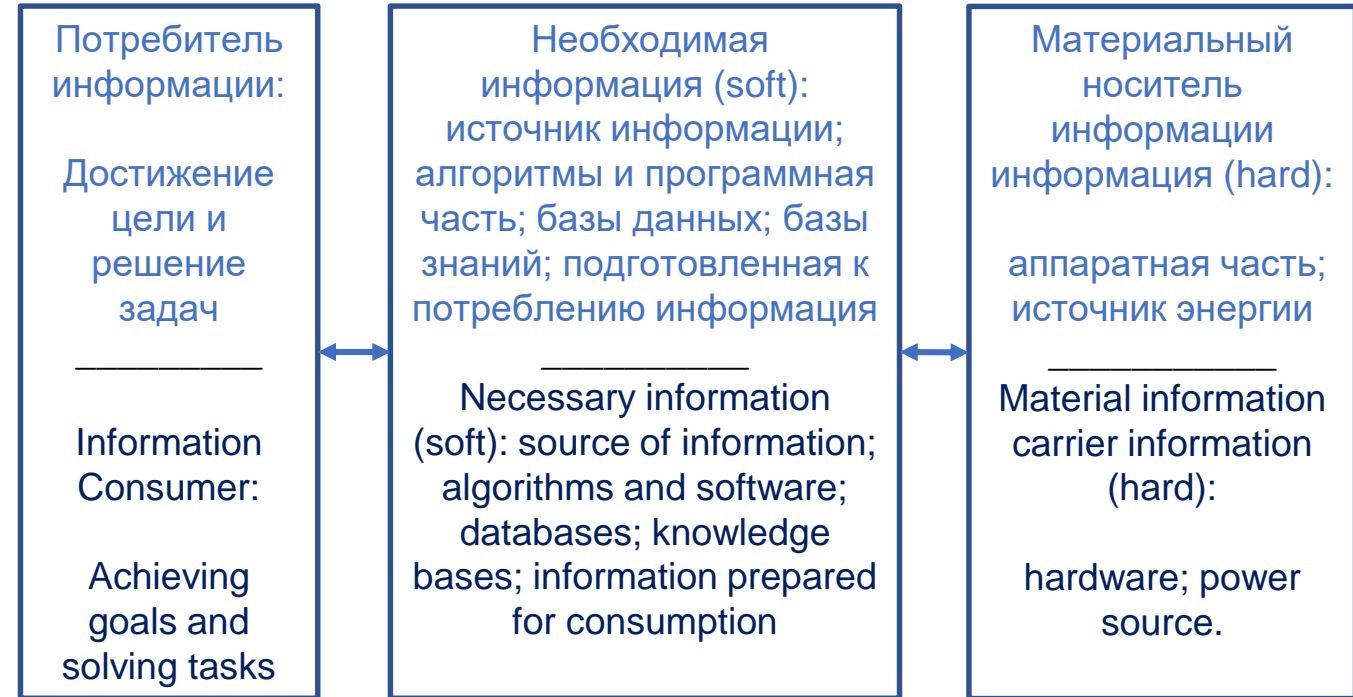 Потребитель
информации:
Достижение
цели и
решение
задач
Information
Consumer:
Achieving
goals and
solving tasks
Необходимая
информация (soft):
источник информации;
алгоритмы и программная
часть; базы данных; базы
знаний; подготовленная к
потреблению информация
Necessary information
(soft): source of information;
algorithms and software;
databases; knowledge
bases; information prepared
for consumption
Материальный
носитель
информации
информация (hard):
аппаратная часть;
источник энергии
Material information
carrier information
(hard):
hardware; power
source.